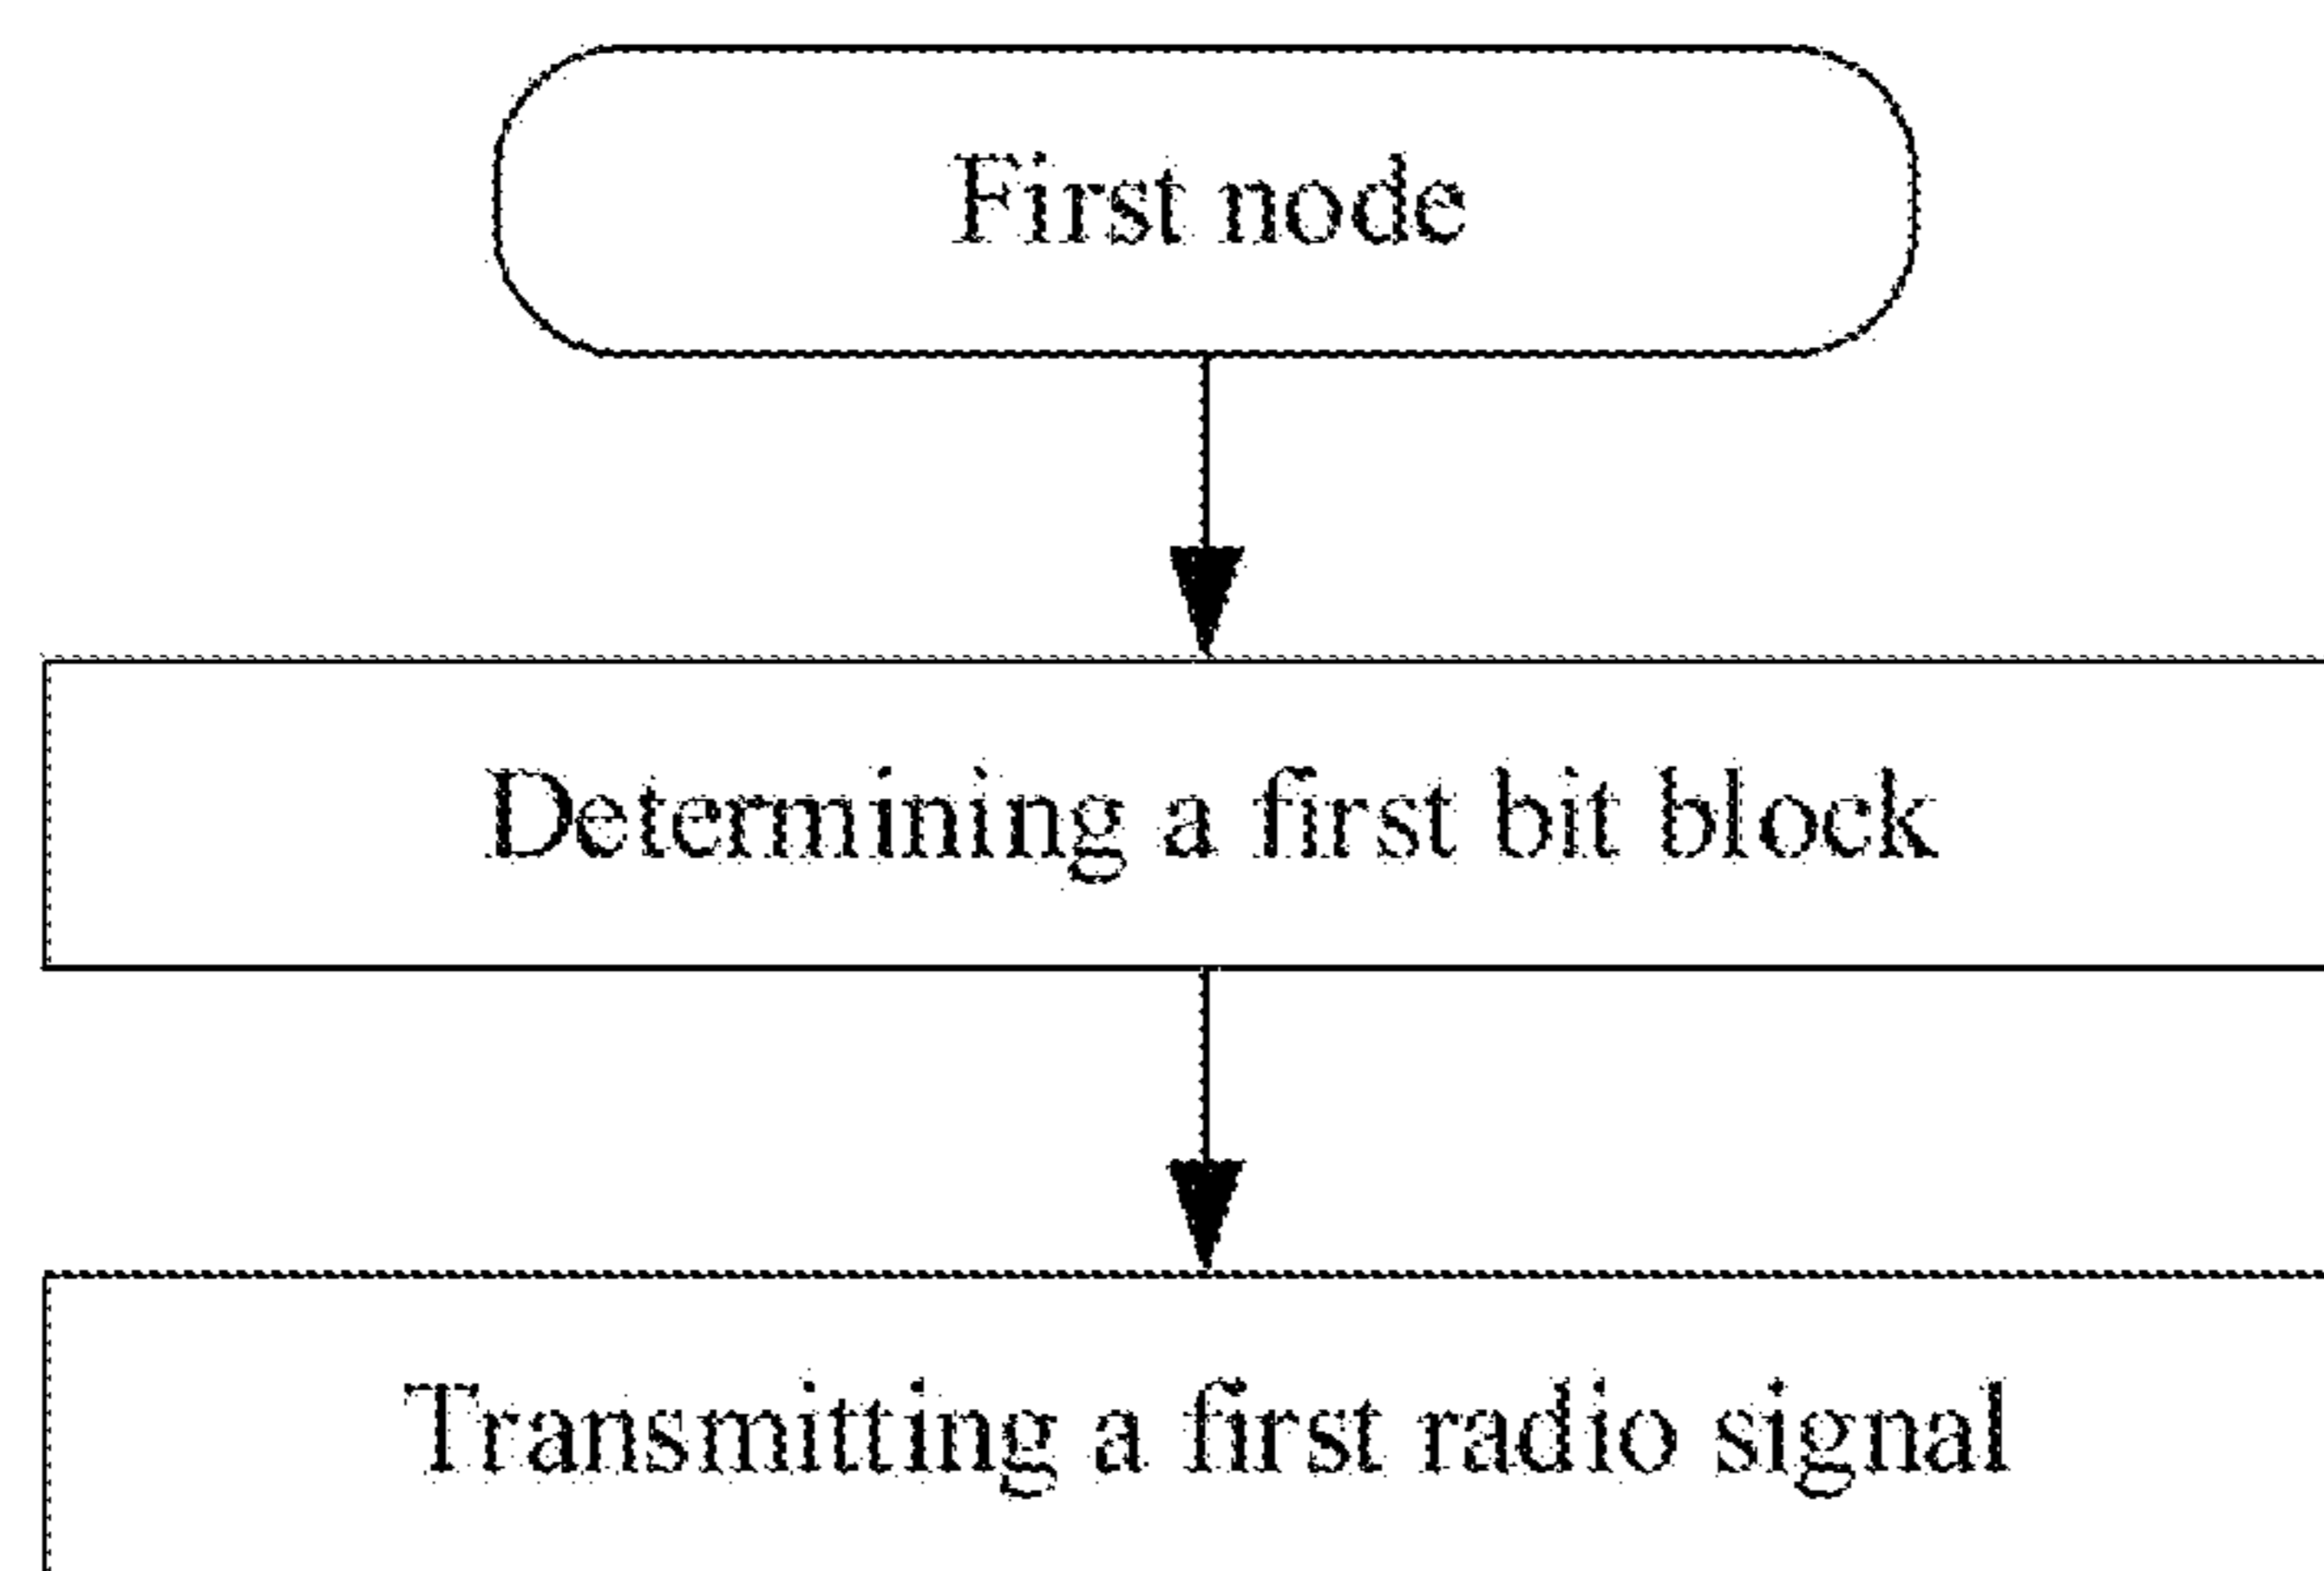 First node
Determining a first bit block
Transmitting a first radio signal